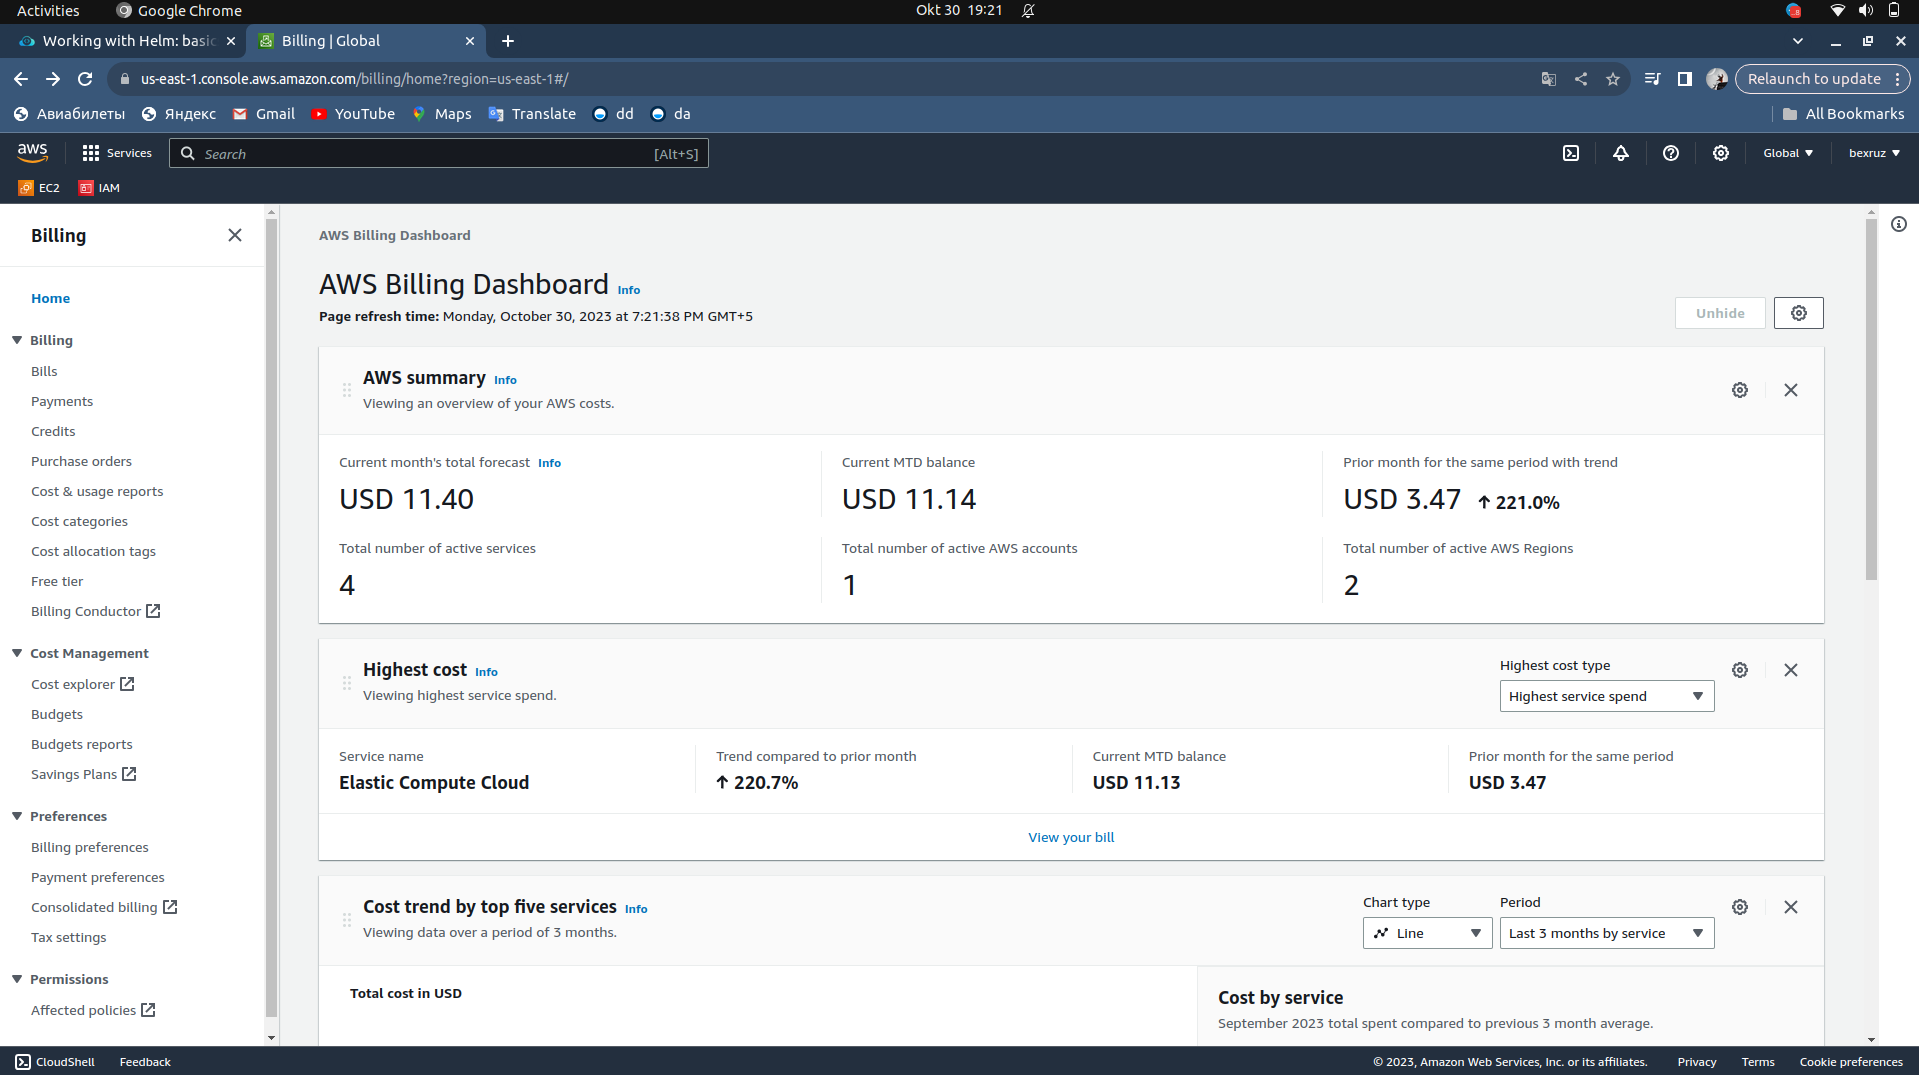 Activities Google Chrome Okt 30 19:21
Working with Helm: basic Billing | Global
us-east-1.console.aws.amazon.com/billing/home?region=us-east-1#/ Relaunch to update
Авиабилеты Яндекс Gmail YouTube Maps Translate dd da All Bookmarks
aws Services Search [Alt+S] Global bexruz
EC2 IAM
Billing
Home
Billing
Bills
Payments
Credits
Purchase orders
Cost & usage reports
Cost categories
Cost allocation tags
Free tier
Billing Conductor
Cost Management
Cost explorer
Budgets
Budgets reports
Savings Plans
Preferences
Billing preferences
Payment preferences
Consolidated billing
Tax settings
Permissions
Affected policies
AWS Billing Dashboard
AWS Billing Dashboard Info
Page refresh time: Monday, October 30, 2023 at 7:21:38 PM GMT+5
Unhide
AWS summary Info
Viewing an overview of your AWS costs.
Current month's total forecast Info
USD 11.40
Current MTD balance
USD 11.14
Prior month for the same period with trend
USD 3.47 ↑ 221.0%
Total number of active services
4
Total number of active AWS accounts
1
Total number of active AWS Regions
2
Highest cost Info
Viewing highest service spend.
Highest cost type
Highest service spend
Service name
Elastic Compute Cloud
Trend compared to prior month
↑ 220.7%
Current MTD balance
USD 11.13
Prior month for the same period
USD 3.47
View your bill
Cost trend by top five services Info
Viewing data over a period of 3 months.
Chart type
Line
Period
Last 3 months by service
Total cost in USD
Cost by service
September 2023 total spent compared to previous 3 month average.
CloudShell Feedback © 2023, Amazon Web Services, Inc. or its affiliates. Privacy Terms Cookie preferences